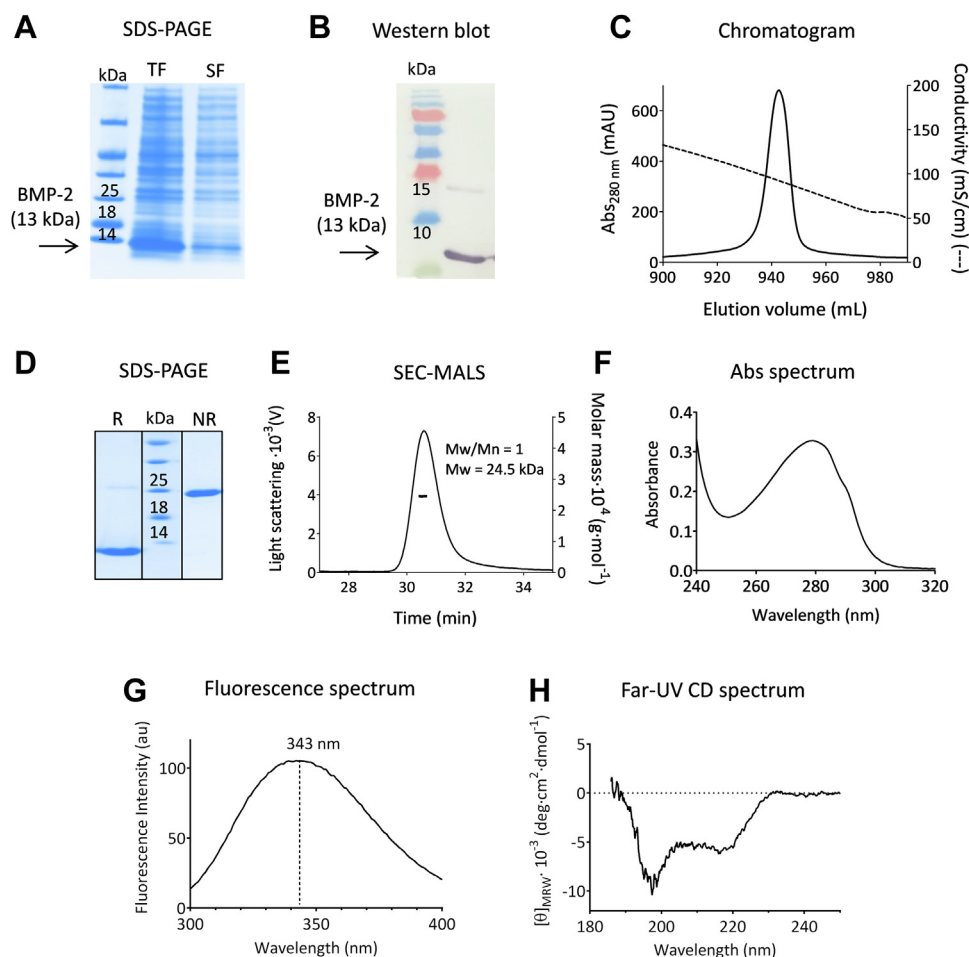 A
SDS-PAGE
kDa
TF
SF
25
18
14
BMP-2
(13 kDa)
B
Western blot
kDa
15
10
BMP-2
(13 kDa)
C
Chromatogram
600
400
200
0
Abs280 nm (mAU)
200
150
100
50
0
Conductivity (mS/cm) (---)
900
920
940
960
980
Elution volume (mL)
D
SDS-PAGE
R
kDa
NR
25
18
14
E
SEC-MALS
8
6
4
2
0
Light scattering ·10⁻³(V)
Mw/Mn = 1
Mw = 24.5 kDa
5
4
3
2
1
0
Molar mass·10⁴ (g·mol⁻¹)
28
30
32
34
Time (min)
F
Abs spectrum
0.4
0.3
0.2
0.1
0.0
Absorbance
240
260
280
300
320
Wavelength (nm)
G
Fluorescence spectrum
343 nm
100
50
0
Fluorescence Intensity (au)
300
350
400
Wavelength (nm)
H
Far-UV CD spectrum
5
0
-5
-10
[θ]MRW· 10⁻³ (deg·cm²·dmol⁻¹)
180
200
220
240
Wavelength (nm)